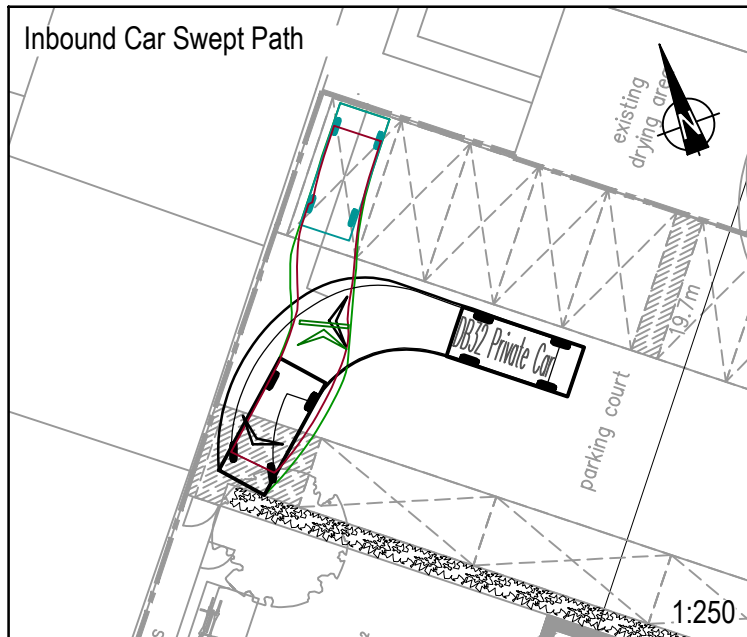 Inbound Car Swept Path
existing
drying area
N
19.7m
DB32 Private Car
parking court
1:250